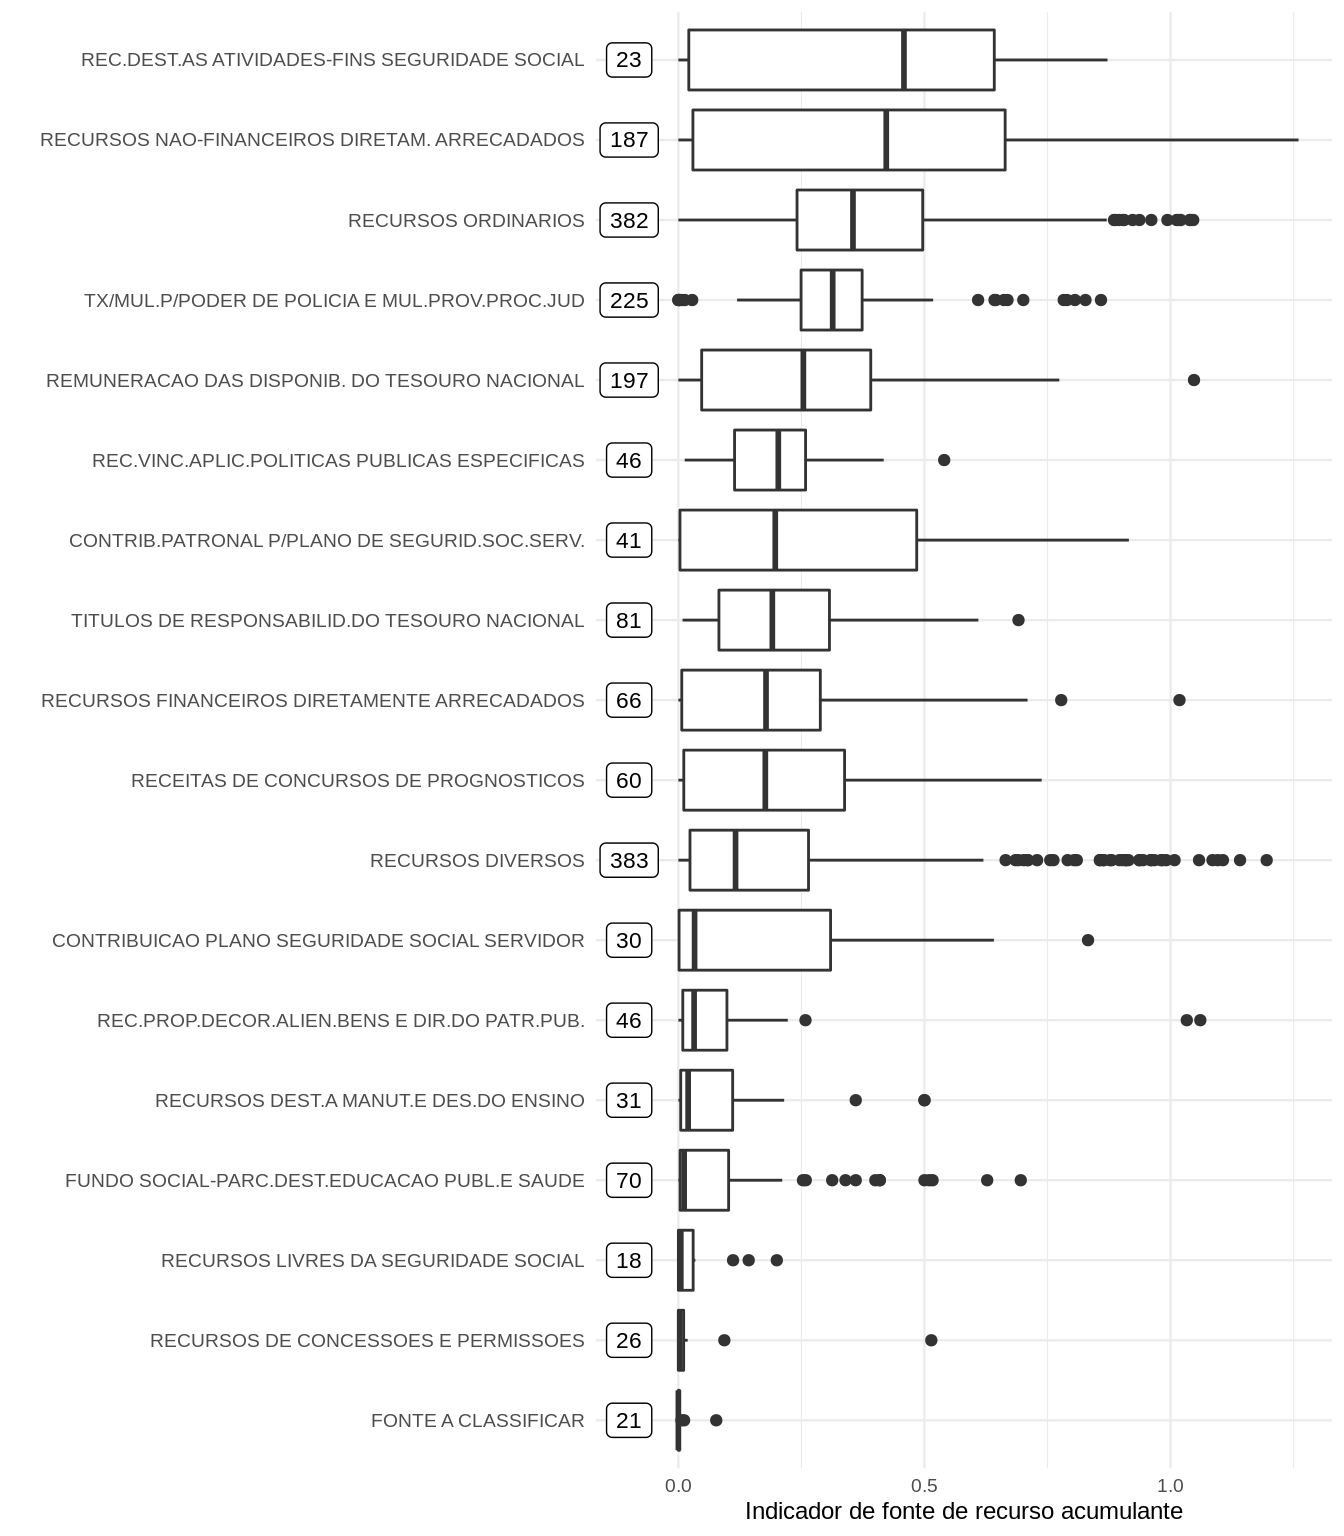 REC.DEST.AS ATIVIDADES-FINS SEGURIDADE SOCIAL 23
RECURSOS NAO-FINANCEIROS DIRETAM. ARRECADADOS 187
RECURSOS ORDINARIOS 382
TX/MUL.P/PODER DE POLICIA E MUL.PROV.PROC.JUD 225
REMUNERACAO DAS DISPONIB. DO TESOURO NACIONAL 197
REC.VINC.APLIC.POLITICAS PUBLICAS ESPECIFICAS 46
CONTRIB.PATRONAL P/PLANO DE SEGURID.SOC.SERV. 41
TITULOS DE RESPONSABILID.DO TESOURO NACIONAL 81
RECURSOS FINANCEIROS DIRETAMENTE ARRECADADOS 66
RECEITAS DE CONCURSOS DE PROGNOSTICOS 60
RECURSOS DIVERSOS 383
CONTRIBUICAO PLANO SEGURIDADE SOCIAL SERVIDOR 30
REC.PROP.DECOR.ALIEN.BENS E DIR.DO PATR.PUB. 46
RECURSOS DEST.A MANUT.E DES.DO ENSINO 31
FUNDO SOCIAL-PARC.DEST.EDUCACAO PUBL.E SAUDE 70
RECURSOS LIVRES DA SEGURIDADE SOCIAL 18
RECURSOS DE CONCESSOES E PERMISSOES 26
FONTE A CLASSIFICAR 21
0.0 0.5 1.0
Indicador de fonte de recurso acumulante